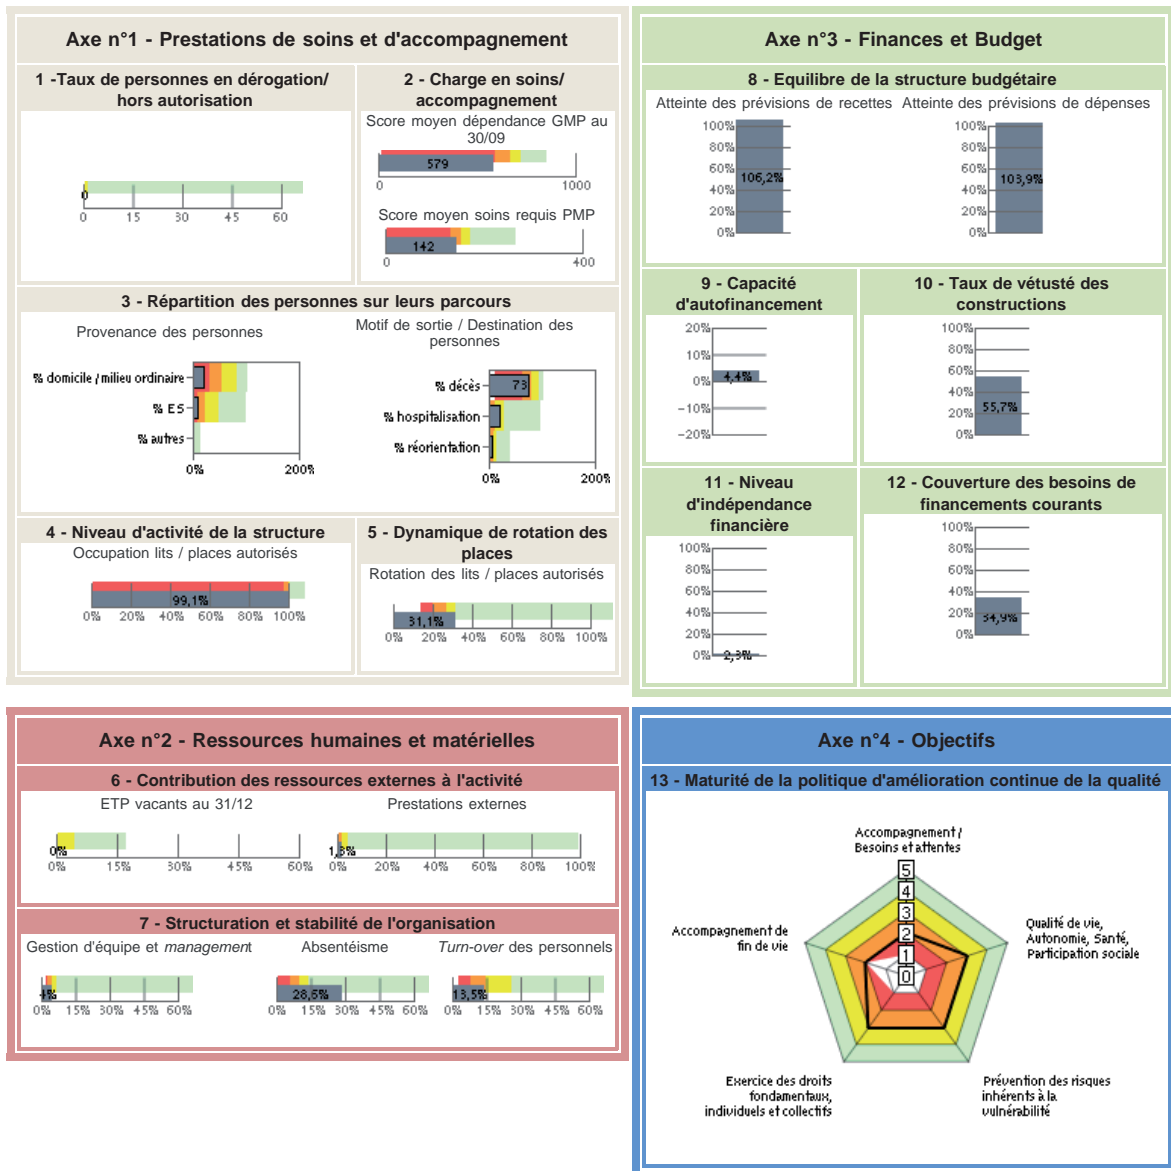 Axe n°1 - Prestations de soins et d'accompagnement
1 -Taux de personnes en dérogation/
hors autorisation
0
0 15 30 45 60
2 - Charge en soins/
accompagnement
Score moyen dépendance GMP au
30/09
579
0 1000
Score moyen soins requis PMP
142
0 400
3 - Répartition des personnes sur leurs parcours
Provenance des personnes
% domicile / milieu ordinaire
% ES
% autres
0% 200%
Motif de sortie / Destination des
personnes
% décès
73
% hospitalisation
% réorientation
0% 200%
4 - Niveau d'activité de la structure
Occupation lits / places autorisés
99,1%
0% 20% 40% 60% 80% 100%
5 - Dynamique de rotation des
places
Rotation des lits / places autorisés
31,1%
0% 20% 40% 60% 80% 100%
Axe n°3 - Finances et Budget
8 - Equilibre de la structure budgétaire
Atteinte des prévisions de recettes
100%
80%
60%
106,2%
40%
20%
0%
Atteinte des prévisions de dépenses
100%
80%
60%
103,9%
40%
20%
0%
9 - Capacité
d'autofinancement
20%
10%
4,4%
0%
-10%
-20%
10 - Taux de vétusté des
constructions
100%
80%
60%
40%
55,7%
20%
0%
11 - Niveau
d'indépendance
financière
100%
80%
60%
40%
20%
0%
2,3%
12 - Couverture des besoins de
financements courants
100%
80%
60%
40%
20%
34,9%
0%
Axe n°2 - Ressources humaines et matérielles
6 - Contribution des ressources externes à l'activité
ETP vacants au 31/12
0%
0% 15% 30% 45% 60%
Prestations externes
0% 20% 40% 60% 80% 100%
7 - Structuration et stabilité de l'organisation
Gestion d'équipe et management
4%
0% 15% 30% 45% 60%
Absentéisme
28,6%
0% 15% 30% 45% 60%
Turn-over des personnels
13,5%
0% 15% 30% 45% 60%
Axe n°4 - Objectifs
13 - Maturité de la politique d'amélioration continue de la qualité
Accompagnement /
Besoins et attentes
5
4
3
2
1
0
Qualité de vie,
Autonomie, Santé,
Participation sociale
Accompagnement de
fin de vie
Exercice des droits
fondamentaux,
individuels et collectifs
Prévention des risques
inhérents à la
vulnérabilité